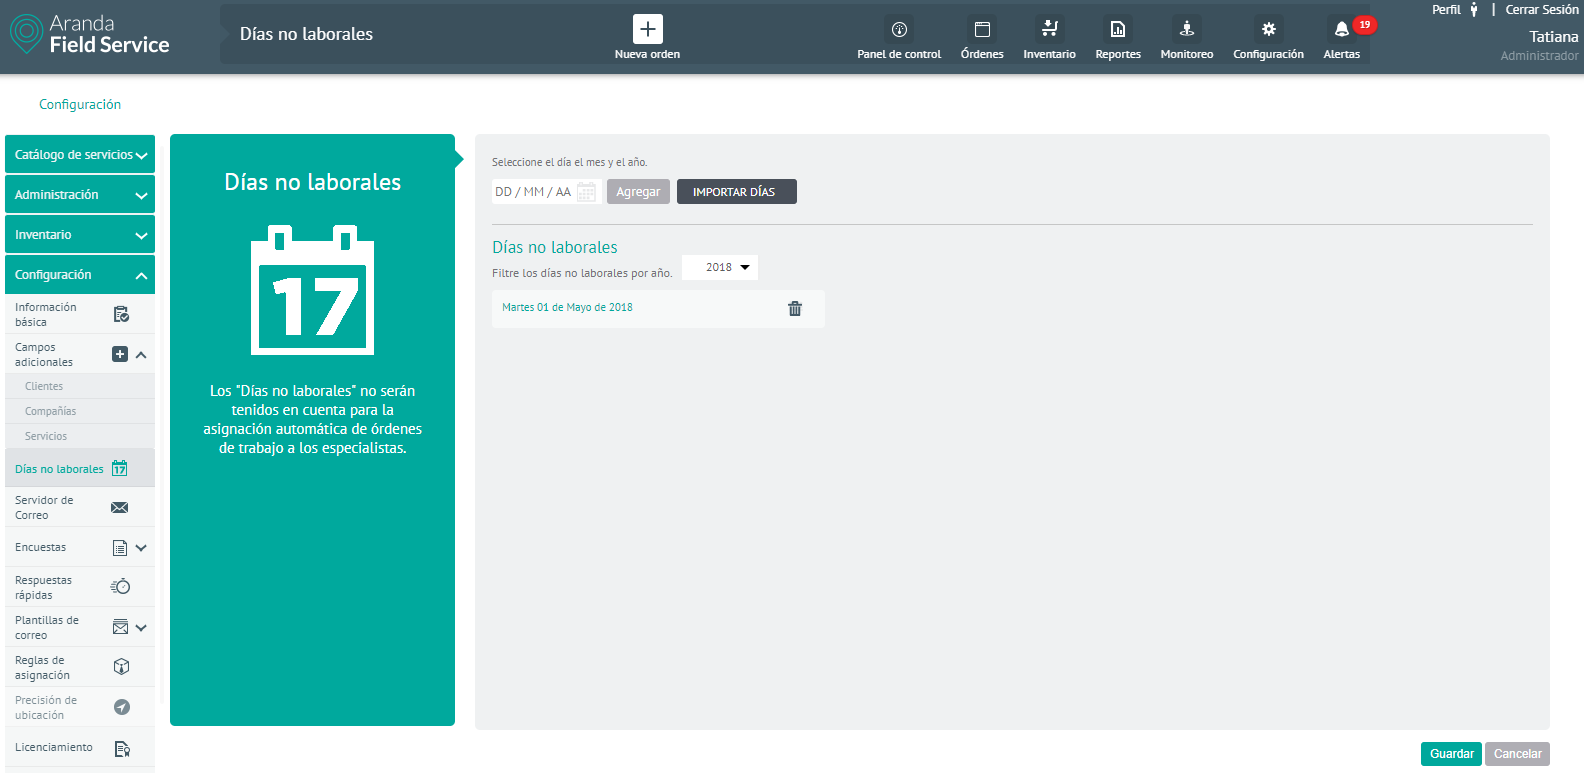 Aranda
Field Service
Días no laborales
Nueva orden
Panel de control
Órdenes
Inventario
Reportes
Monitoreo
Configuración
Alertas
19
Perfil | Cerrar Sesión
Tatiana
Administrador
Configuración
Catálogo de servicios
Administración
Inventario
Configuración
Información
básica
Campos
adicionales
Clientes
Compañías
Servicios
Días no laborales
17
Servidor de
Correo
Encuestas
Respuestas
rápidas
Plantillas de
correo
Reglas de
asignación
Precisión de
ubicación
Licenciamiento
Días no laborales
17
Los "Días no laborales" no serán
tenidos en cuenta para la
asignación automática de órdenes
de trabajo a los especialistas.
Seleccione el día el mes y el año.
DD / MM / AA
Agregar
IMPORTAR DÍAS
Días no laborales
Filtre los días no laborales por año.
2018
Martes 01 de Mayo de 2018
Guardar
Cancelar